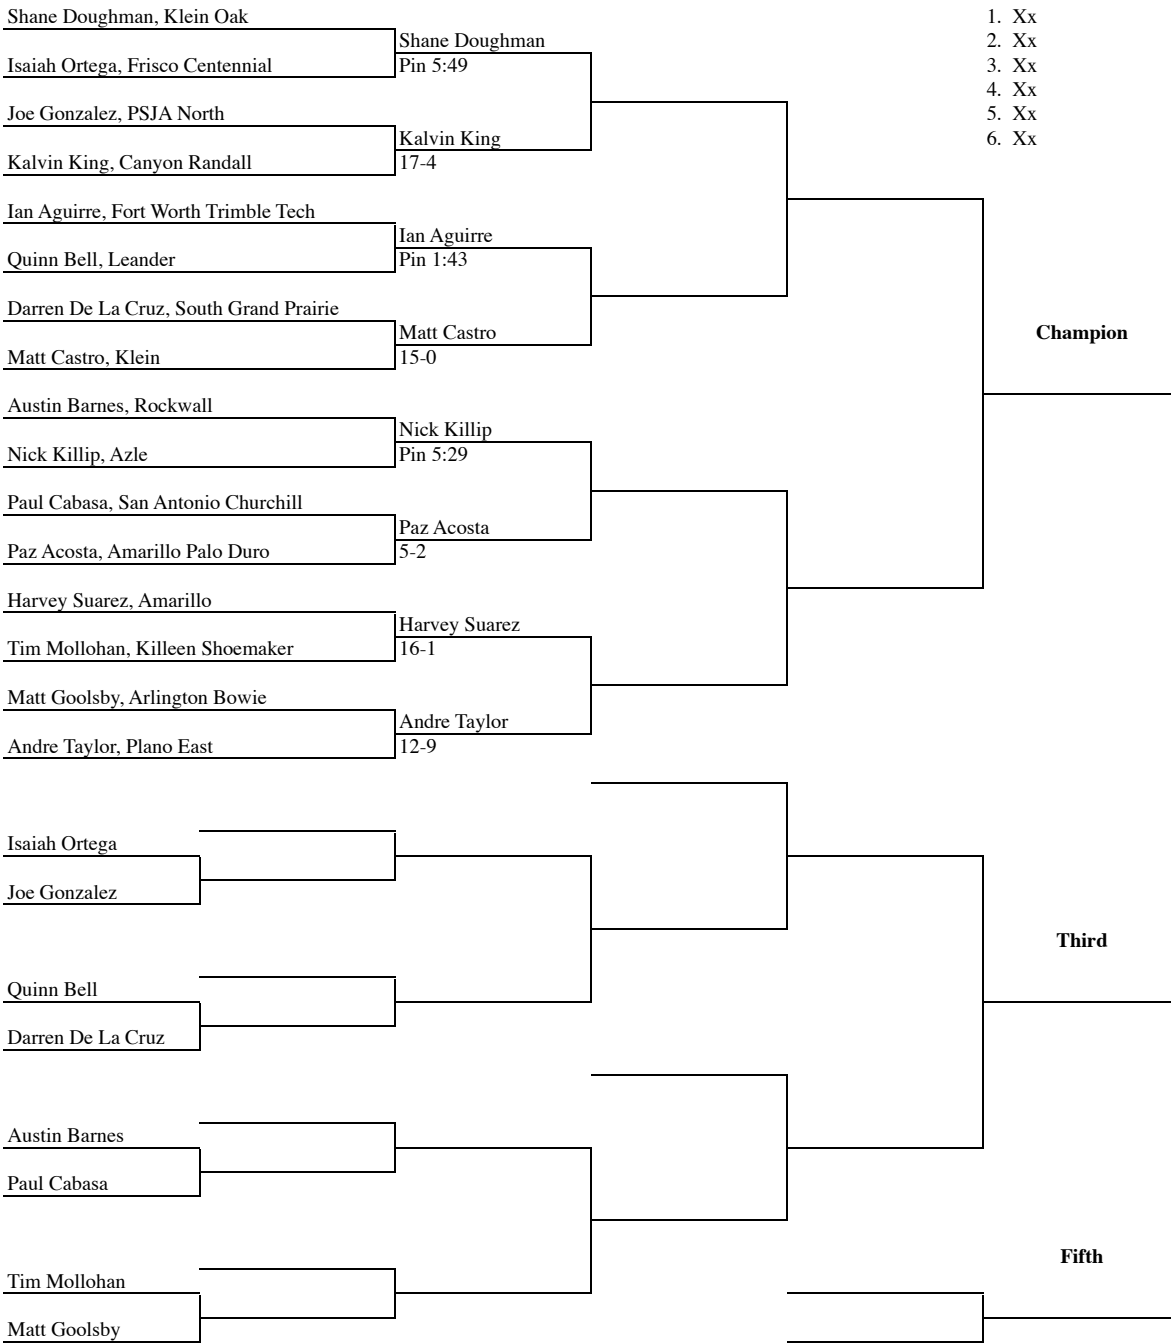 Shane Doughman, Klein Oak
Isaiah Ortega, Frisco Centennial
Joe Gonzalez, PSJA North
Kalvin King, Canyon Randall
Ian Aguirre, Fort Worth Trimble Tech
Quinn Bell, Leander
Darren De La Cruz, South Grand Prairie
Matt Castro, Klein
Austin Barnes, Rockwall
Nick Killip, Azle
Paul Cabasa, San Antonio Churchill
Paz Acosta, Amarillo Palo Duro
Harvey Suarez, Amarillo
Tim Mollohan, Killeen Shoemaker
Matt Goolsby, Arlington Bowie
Andre Taylor, Plano East
Shane Doughman
Pin 5:49
Kalvin King
17-4
Ian Aguirre
Pin 1:43
Matt Castro
15-0
Nick Killip
Pin 5:29
Paz Acosta
5-2
Harvey Suarez
16-1
Andre Taylor
12-9
1. Xx
2. Xx
3. Xx
4. Xx
5. Xx
6. Xx
Champion
Isaiah Ortega
Joe Gonzalez
Quinn Bell
Darren De La Cruz
Austin Barnes
Paul Cabasa
Tim Mollohan
Matt Goolsby
Third
Fifth